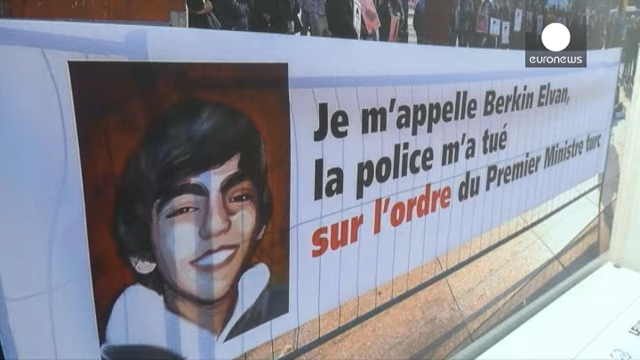 euronews
Je m'appelle Berkin Elvan,
la police m'a tué
sur l'ordre du Premier Ministre turc